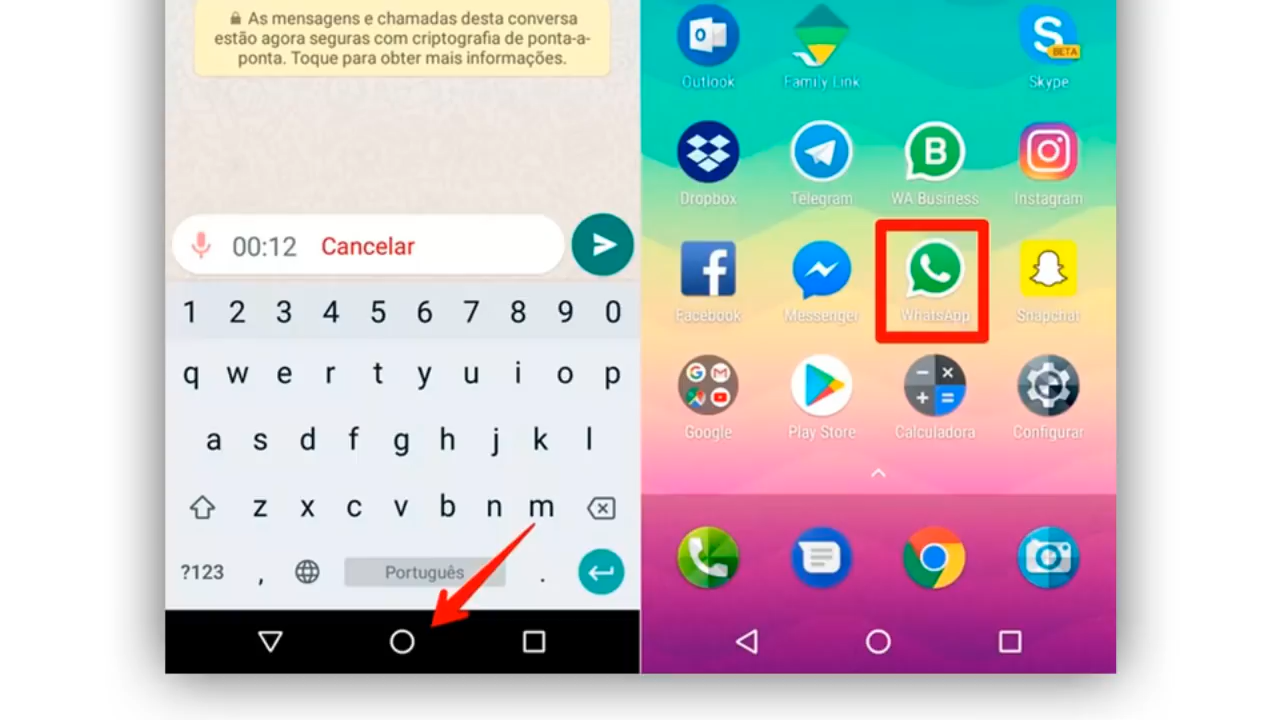 As mensagens e chamadas desta conversa
estão agora seguras com criptografia de ponta-a-
ponta. Toque para obter mais informações.
00:12 Cancelar
1 2 3 4 5 6 7 8 9 0
q w e r t y u i o p
a s d f g h j k l
z x c v b n m
?123 , Português .
Outlook Family Link Skype
BETA
Dropbox Telegram WA Business Instagram
Facebook Messenger WhatsApp Snapchat
Google Play Store Calculadora Configurar